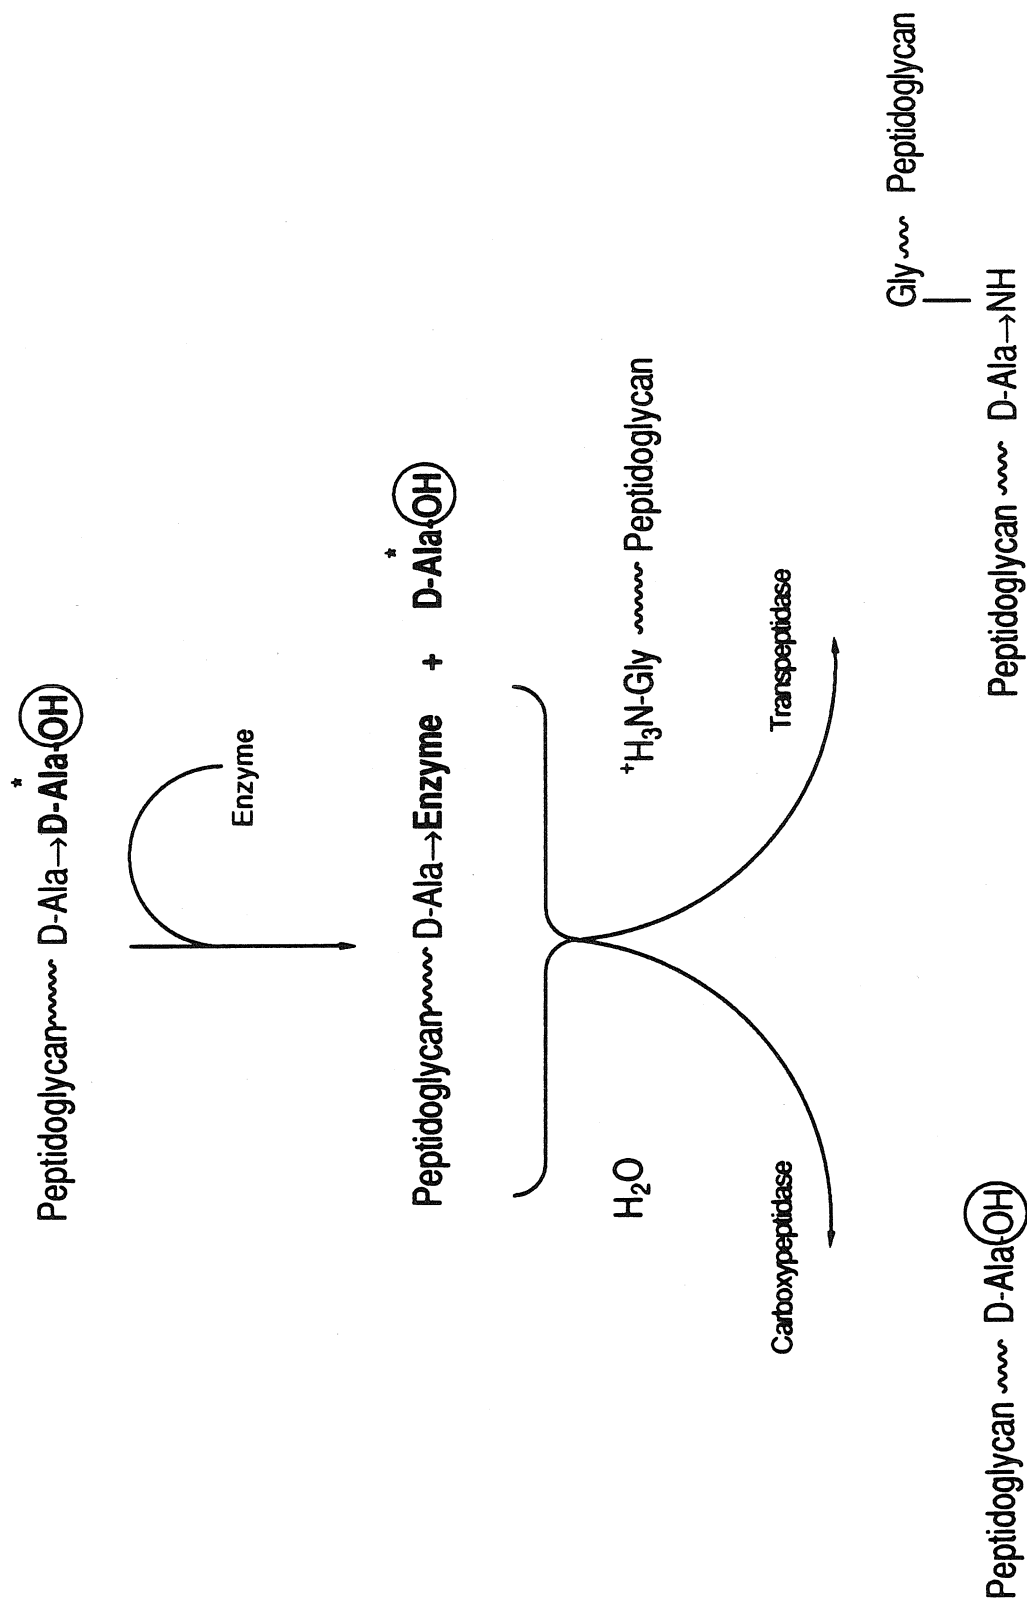 Peptidoglycan D-Ala→D-Ala*-OH
Enzyme
Peptidoglycan D-Ala→Enzyme + D-Ala*-OH
H₂O
⁺H₃N-Gly Peptidoglycan
Carboxypeptidase
Transpeptidase
Gly Peptidoglycan
Peptidoglycan D-Ala-OH
Peptidoglycan D-Ala→NH